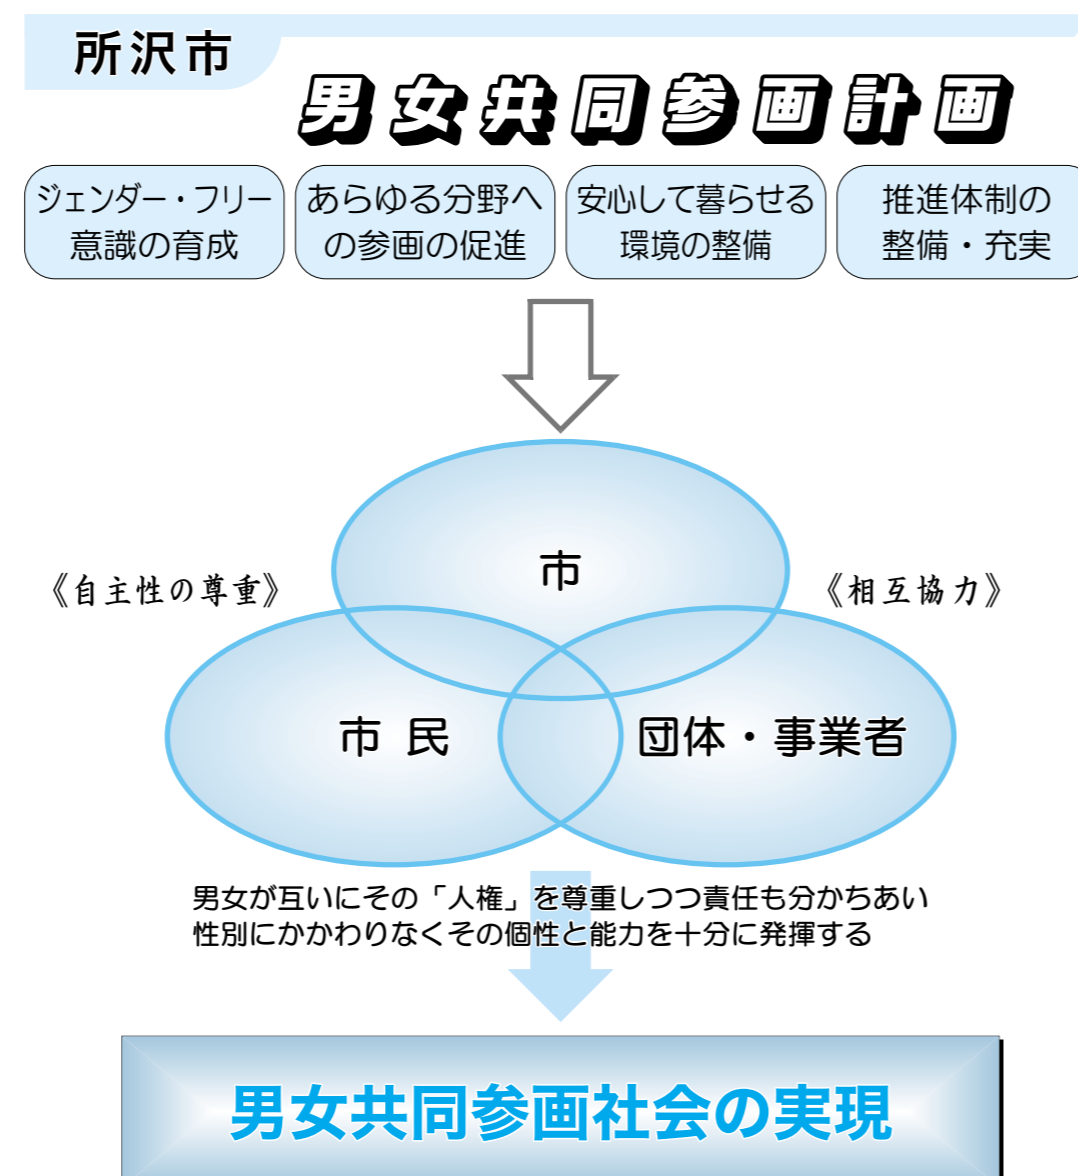 所沢市
男女共同参画計画
ジェンダー・フリー
意識の育成
あらゆる分野へ
の参画の促進
安心して暮らせる
環境の整備
推進体制の
整備・充実
市
《自主性の尊重》
《相互協力》
市民
団体・事業者
男女が互いにその「人権」を尊重しつつ責任も分かちあい
性別にかかわりなくその個性と能力を十分に発揮する
男女共同参画社会の実現